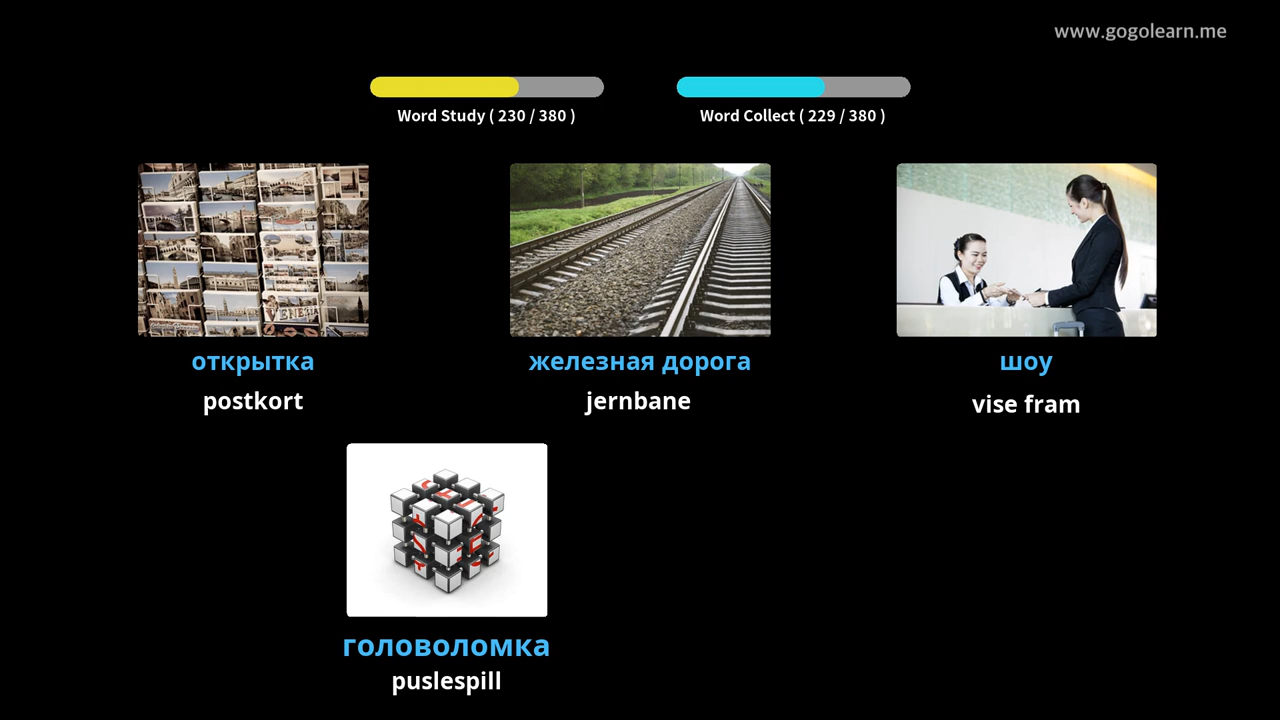 www.gogolearn.me
Word Study ( 230 / 380 )
Word Collect ( 229 / 380 )
открытка
железная дорога
шоу
postkort
jernbane
vise fram
головоломка
puslespill